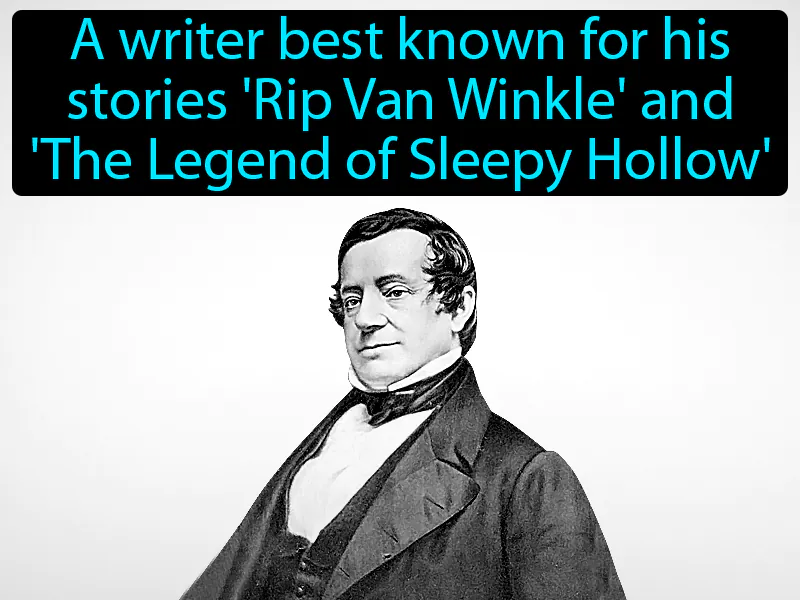 A writer best known for his
stories 'Rip Van Winkle' and
'The Legend of Sleepy Hollow'